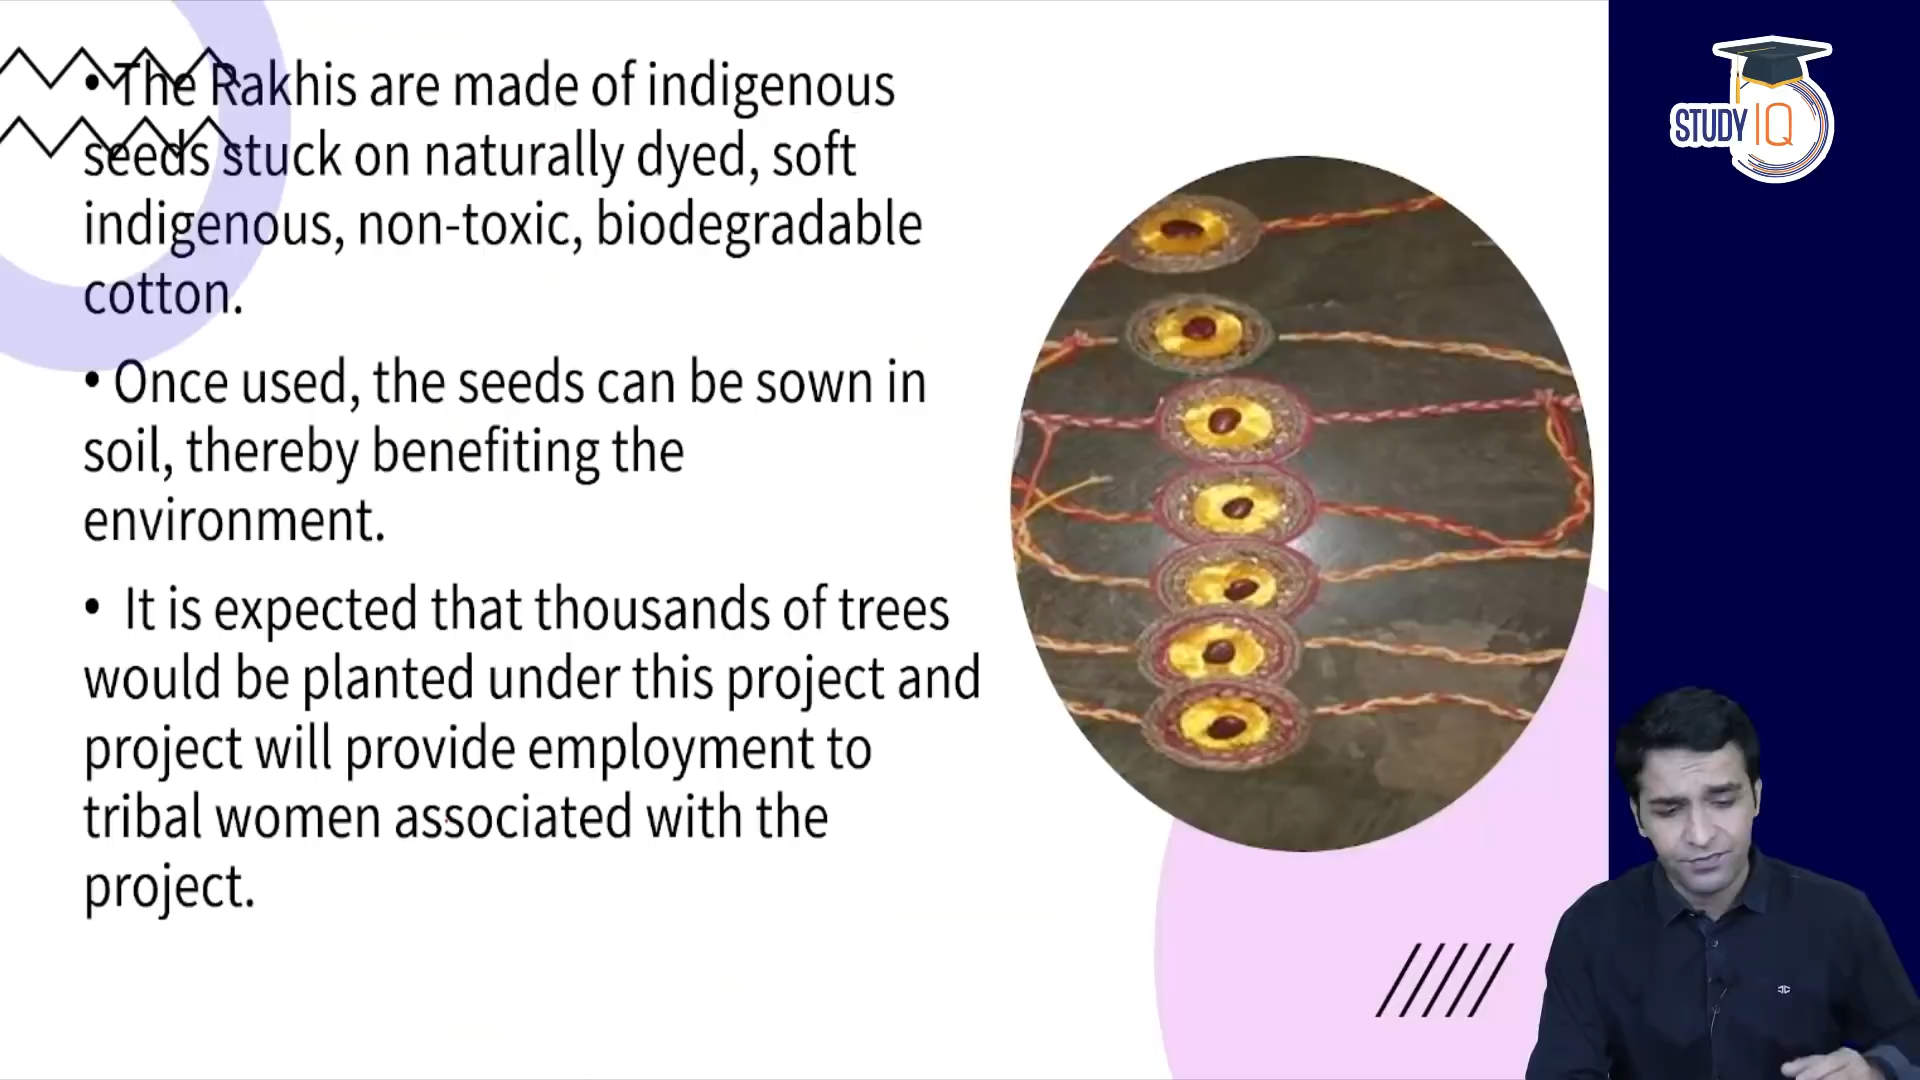 • The Rakhis are made of indigenous
seeds stuck on naturally dyed, soft
indigenous, non-toxic, biodegradable
cotton.
• Once used, the seeds can be sown in
soil, thereby benefiting the
environment.
• It is expected that thousands of trees
would be planted under this project and
project will provide employment to
tribal women associated with the
project.
STUDY IQ